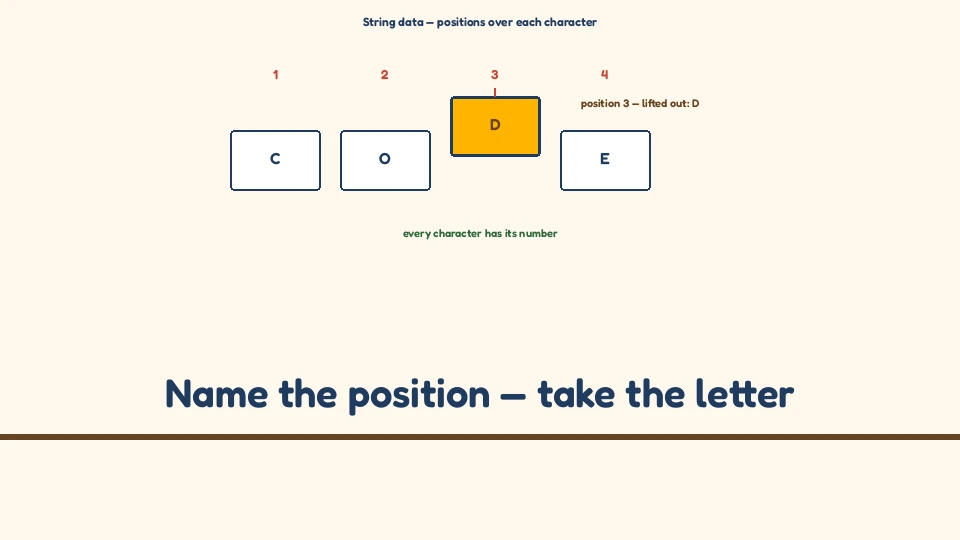 String data — positions over each character
1 2 3 4
position 3 — lifted out: D
C O D E
every character has its number
Name the position — take the letter